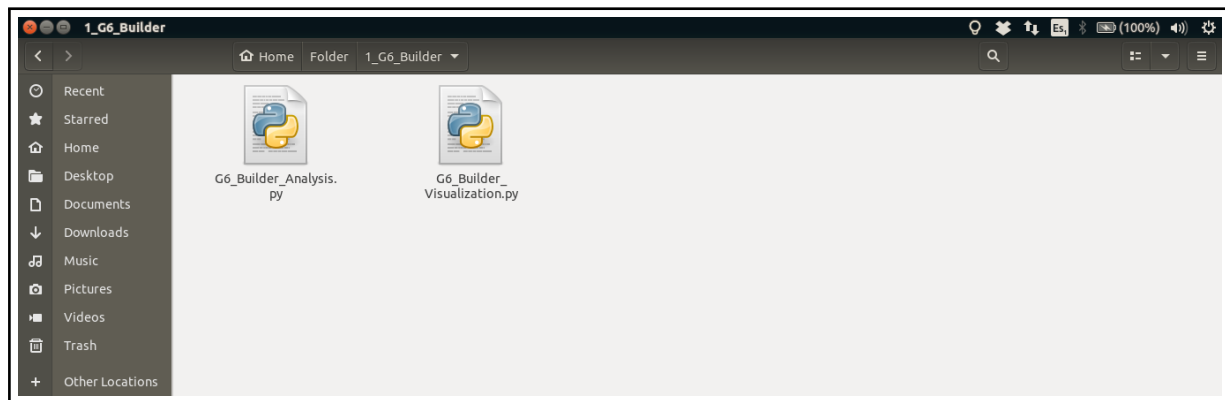 1_G6_Builder Es₁ (100%)
Home Folder 1_G6_Builder
Recent
Starred
Home
Desktop
Documents
Downloads
Music
Pictures
Videos
Trash
Other Locations
G6_Builder_Analysis.
py
G6_Builder_
Visualization.py